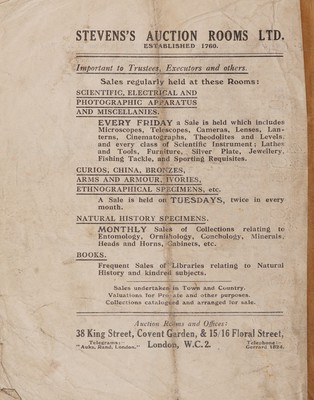 STEVENS'S AUCTION ROOMS LTD.
ESTABLISHED 1760.
Important to Trustees, Executors and others.
Sales regularly held at these Rooms:
SCIENTIFIC, ELECTRICAL AND
PHOTOGRAPHIC APPARATUS
AND MISCELLANIES.
EVERY FRIDAY a Sale is held which includes
Microscopes, Telescopes, Cameras, Lenses, Lan-
terns, Cinematographs, Theodolites and Levels,
and every class of Scientific Instrument; Lathes
and Tools, Furniture, Silver Plate, Jewellery,
Fishing Tackle, and Sporting Requisites.
CURIOS, CHINA, BRONZES,
ARMS AND ARMOUR, IVORIES,
ETHNOGRAPHICAL SPECIMENS, etc.
A Sale is held on TUESDAYS, twice in every
month.
NATURAL HISTORY SPECIMENS.
MONTHLY Sales of Collections relating to
Entomology, Ornithology, Conchology, Minerals,
Heads and Horns, Cabinets, etc.
BOOKS.
Frequent Sales of Libraries relating to Natural
History and kindred subjects.
Sales undertaken in Town and Country.
Valuations for Probate and other purposes.
Collections catalogued and arranged for sale.
Auction Rooms and Offices:
38 King Street, Covent Garden, & 15/16 Floral Street,
Telegrams:- London, W.C.2. Telephone:-
"Auks, Rand, London." Gerrard 1824.